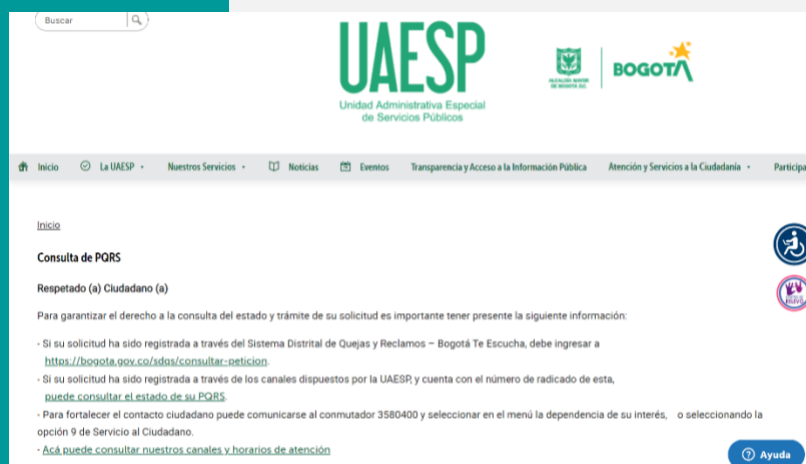 Buscar
UAESP
Unidad Administrativa Especial
de Servicios Públicos
ALCALDÍA MAYOR
DE BOGOTÁ D.C.
BOGOTÁ
Inicio La UAESP Nuestros Servicios Noticias Eventos Transparencia y Acceso a la Información Pública Atención y Servicios a la Ciudadanía Participa
Inicio
Consulta de PQRS
Respetado (a) Ciudadano (a)
Para garantizar el derecho a la consulta del estado y trámite de su solicitud es importante tener presente la siguiente información:
- Si su solicitud ha sido registrada a través del Sistema Distrital de Quejas y Reclamos – Bogotá Te Escucha, debe ingresar a
https://bogota.gov.co/sdqs/consultar-peticion.
- Si su solicitud ha sido registrada a través de los canales dispuestos por la UAESP, y cuenta con el número de radicado de esta,
puede consultar el estado de su PQRS.
- Para fortalecer el contacto ciudadano puede comunicarse al conmutador 3580400 y seleccionar en el menú la dependencia de su interés, o seleccionando la
opción 9 de Servicio al Ciudadano.
- Acá puede consultar nuestros canales y horarios de atención
Ayuda